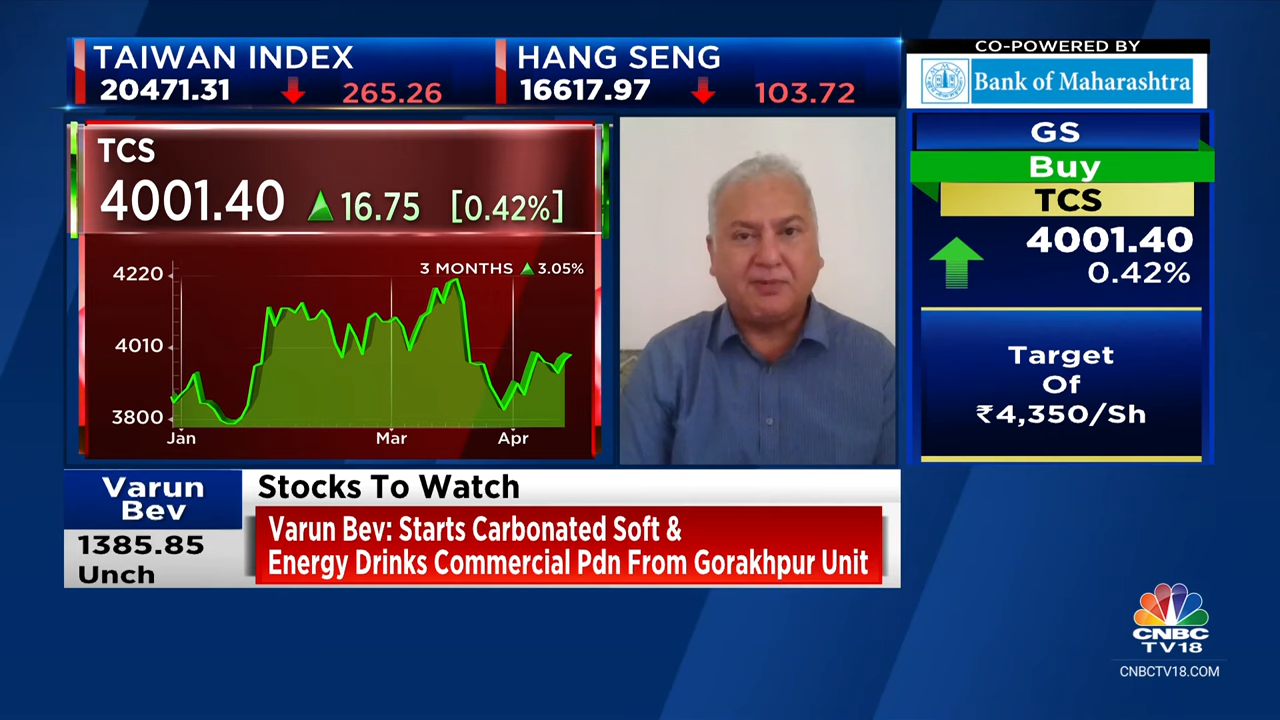 TAIWAN INDEX
20471.31 265.26
HANG SENG
16617.97 103.72
CO-POWERED BY
Bank of Maharashtra
TCS
4001.40 ▲ 16.75 [0.42%]
3 MONTHS ▲ 3.05%
4220
4010
3800
Jan Mar Apr
GS
Buy
TCS
4001.40
0.42%
Target
Of
₹4,350/Sh
Varun
Bev
1385.85
Unch
Stocks To Watch
Varun Bev: Starts Carbonated Soft &
Energy Drinks Commercial Pdn From Gorakhpur Unit
CNBC
TV18
CNBCTV18.COM